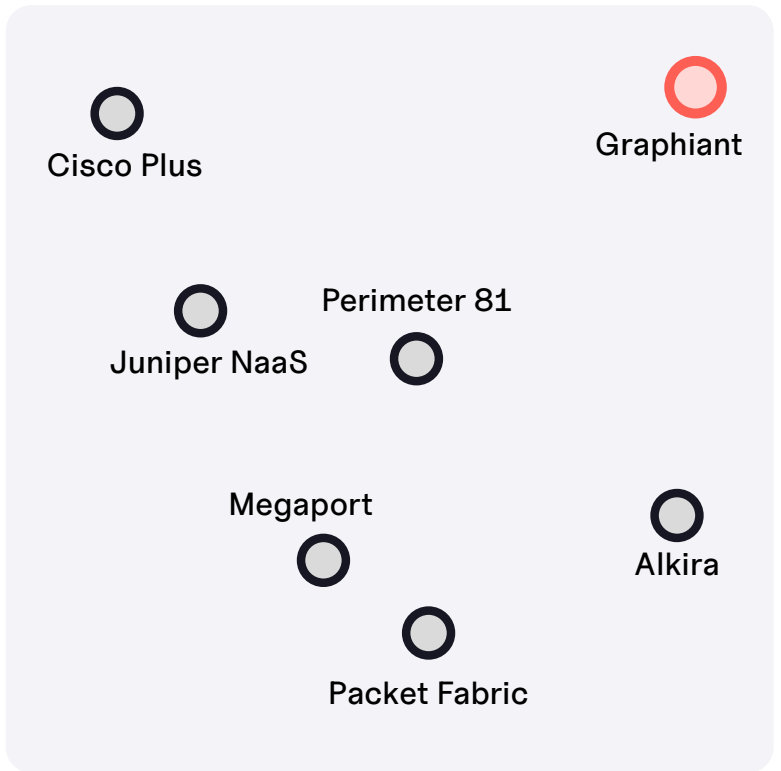 Graphiant
Cisco Plus
Perimeter 81
Juniper NaaS
Megaport
Alkira
Packet Fabric